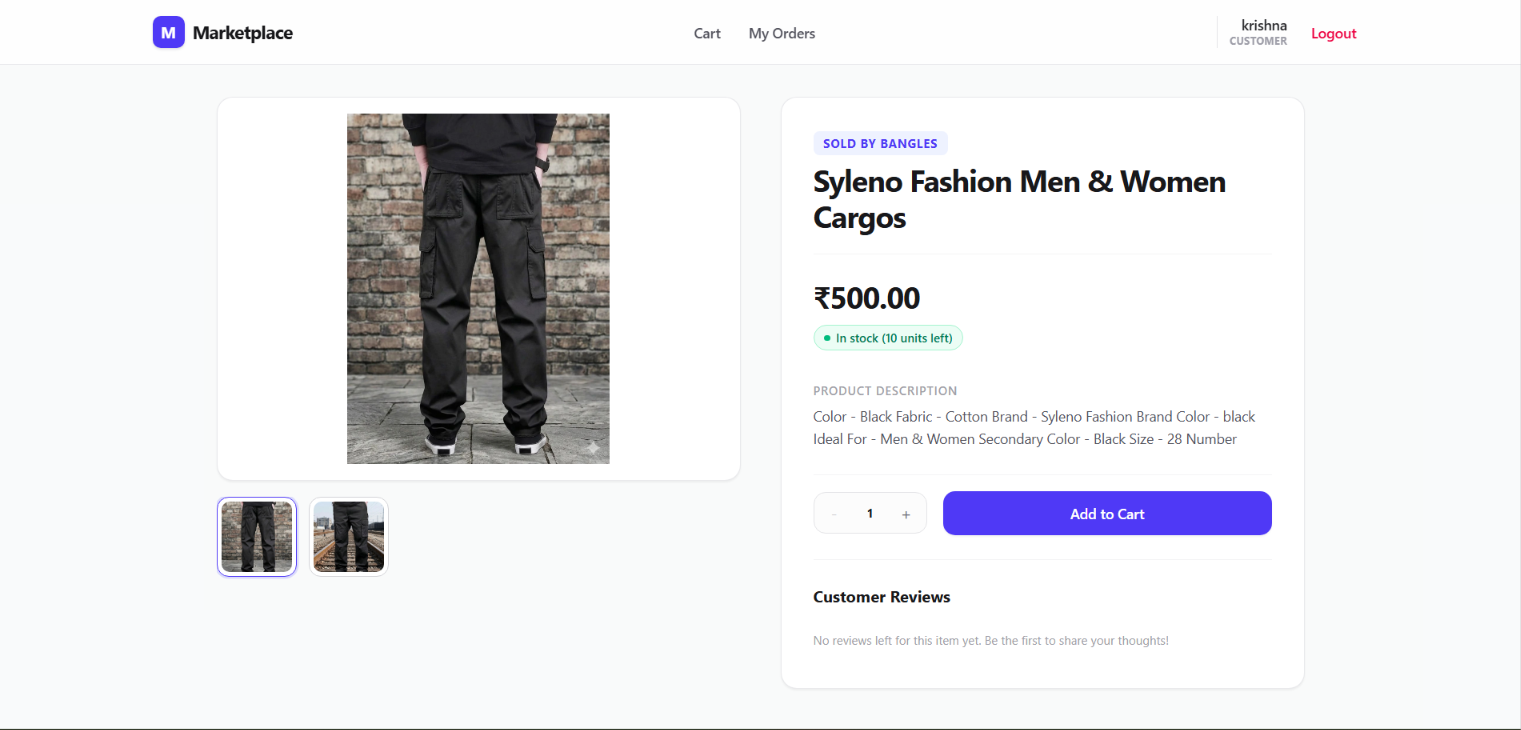 M Marketplace
Cart
My Orders
krishna
CUSTOMER
Logout
SOLD BY BANGLES
Syleno Fashion Men & Women
Cargos
₹500.00
In stock (10 units left)
PRODUCT DESCRIPTION
Color - Black Fabric - Cotton Brand - Syleno Fashion Brand Color - black
Ideal For - Men & Women Secondary Color - Black Size - 28 Number
- 1 +
Add to Cart
Customer Reviews
No reviews left for this item yet. Be the first to share your thoughts!